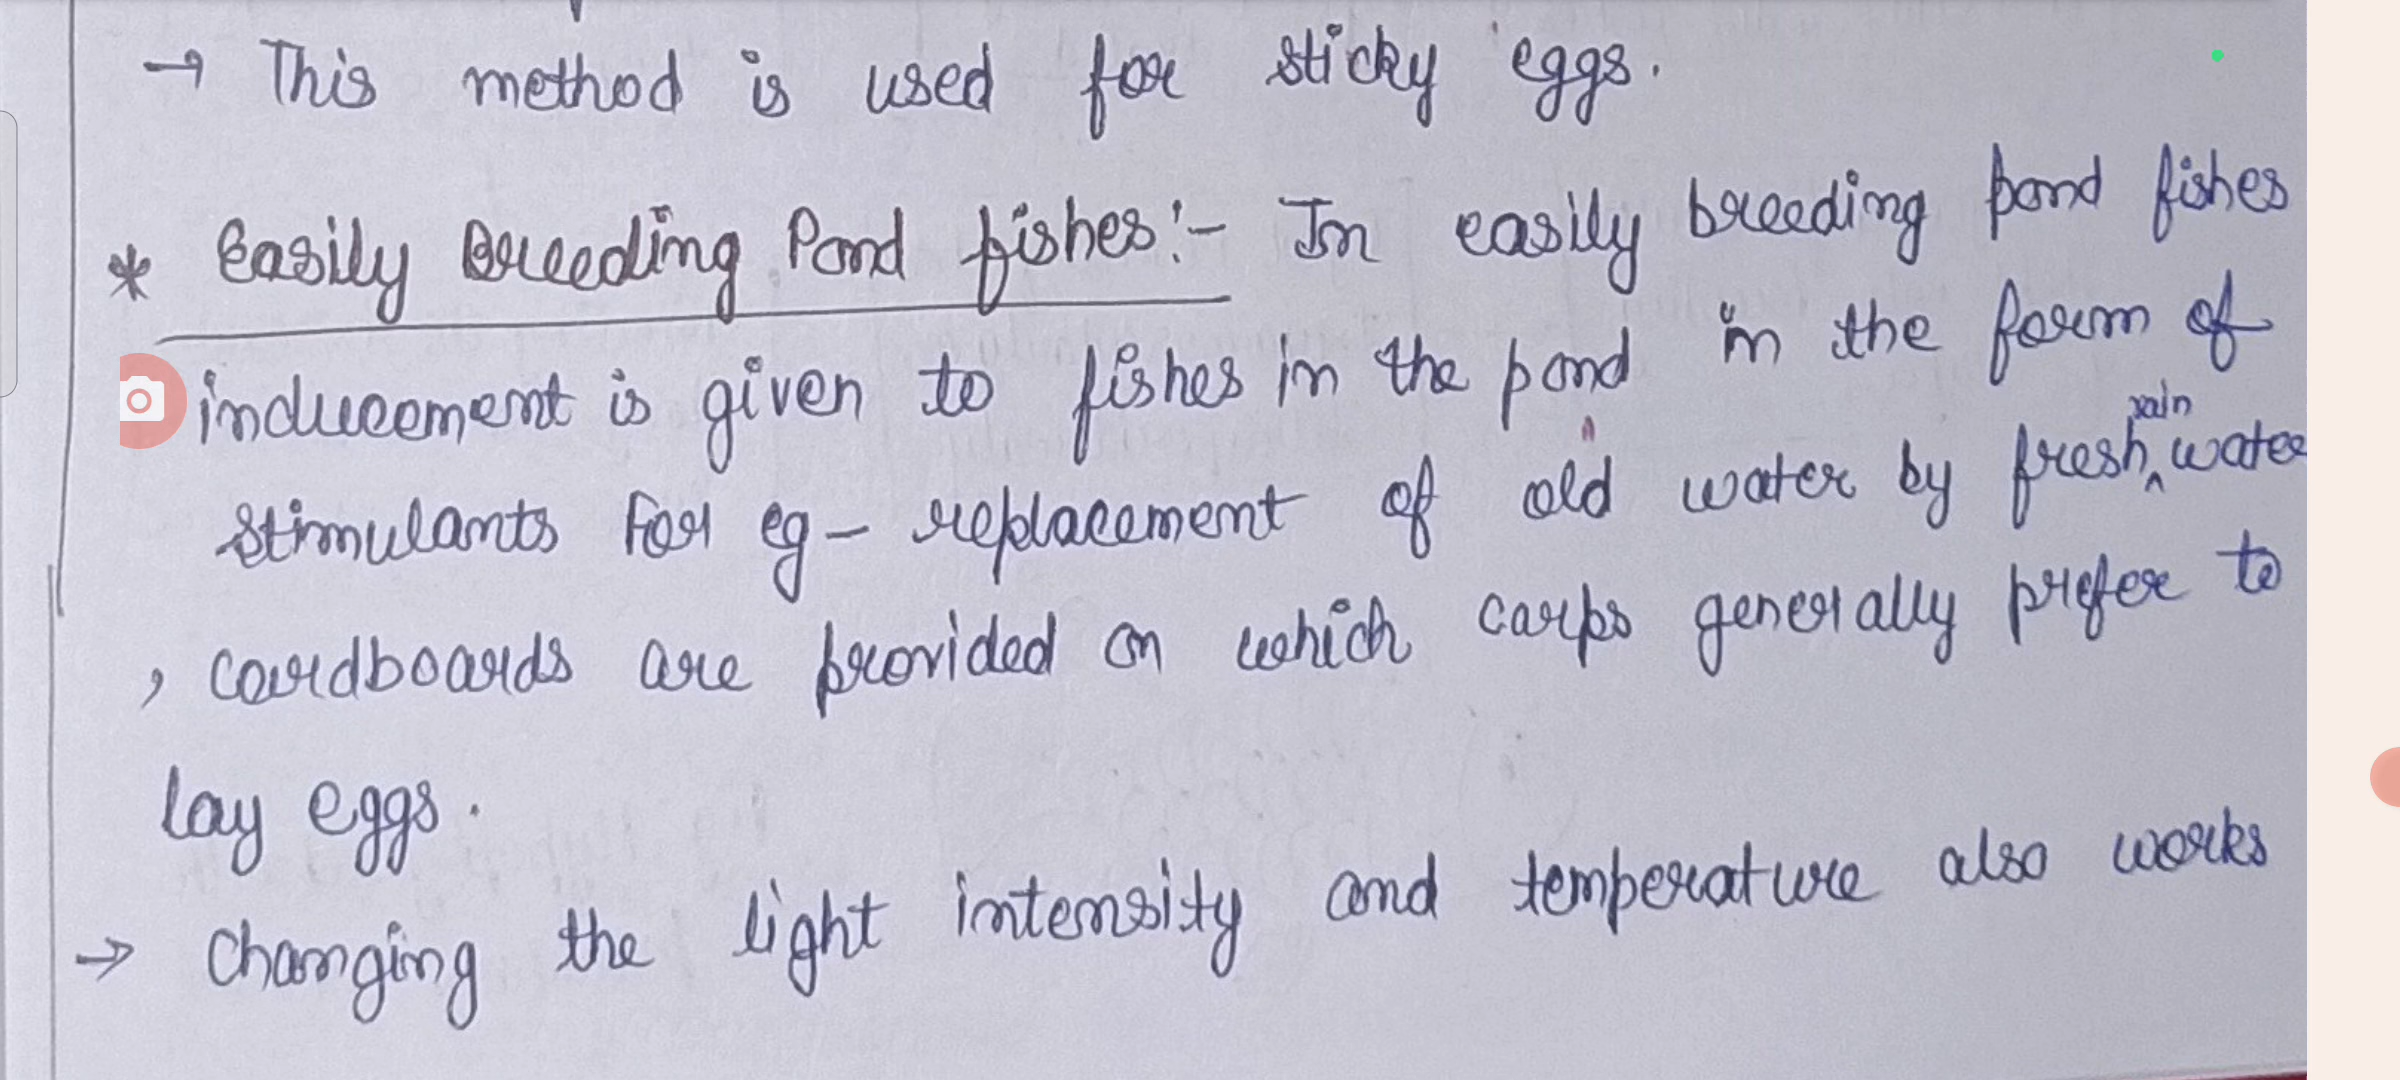 → This method is used for sticky eggs.
* Easily Breeding Pond fishes:- In easily breeding pond fishes
inducement is given to fishes in the pond in the form of
stimulants for eg - replacement of old water by fresh ^rain water
, cardboards are provided on which carps generally prefer to
lay eggs.
→ Changing the light intensity and temperature also works